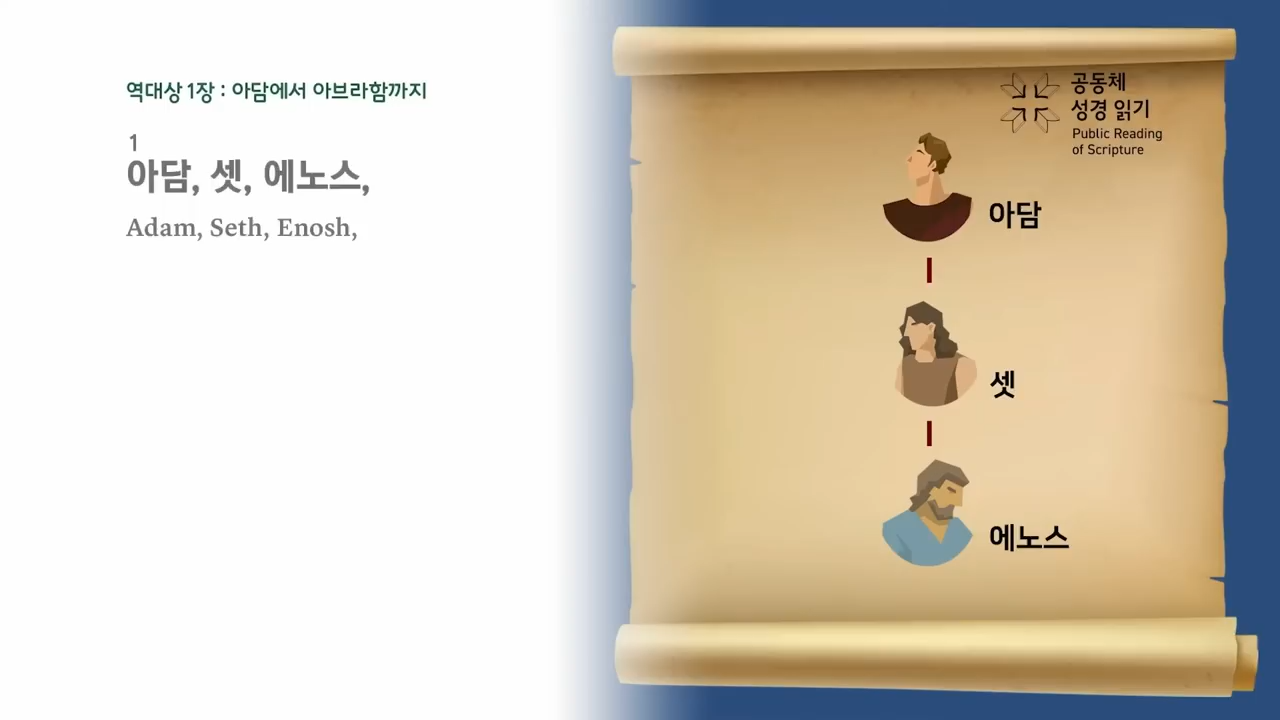 역대상 1장 : 아담에서 아브라함까지
1
아담, 셋, 에노스,
Adam, Seth, Enosh,
공동체
성경 읽기
Public Reading
of Scripture
아담
셋
에노스